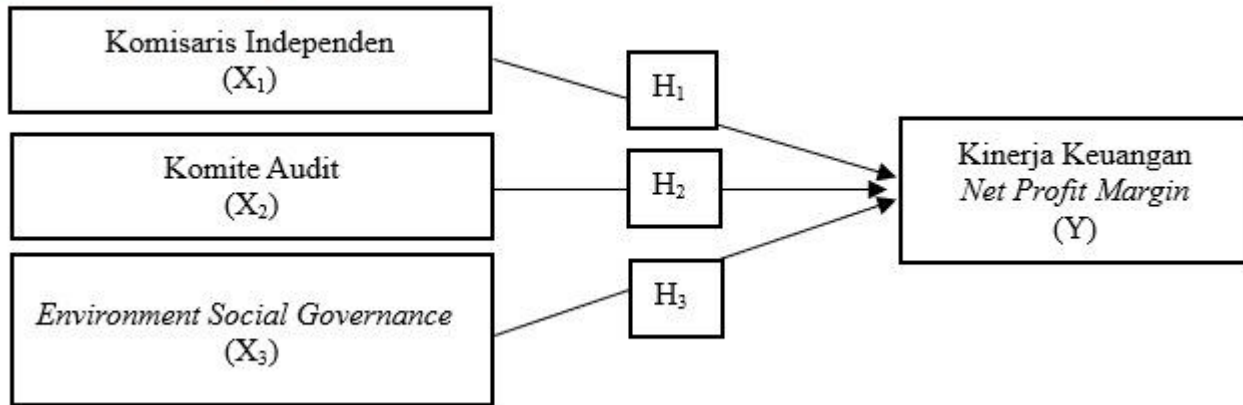 Komisaris Independen
(X₁)
H₁
Komite Audit
(X₂)
H₂
Environment Social Governance
(X₃)
H₃
Kinerja Keuangan
Net Profit Margin
(Y)